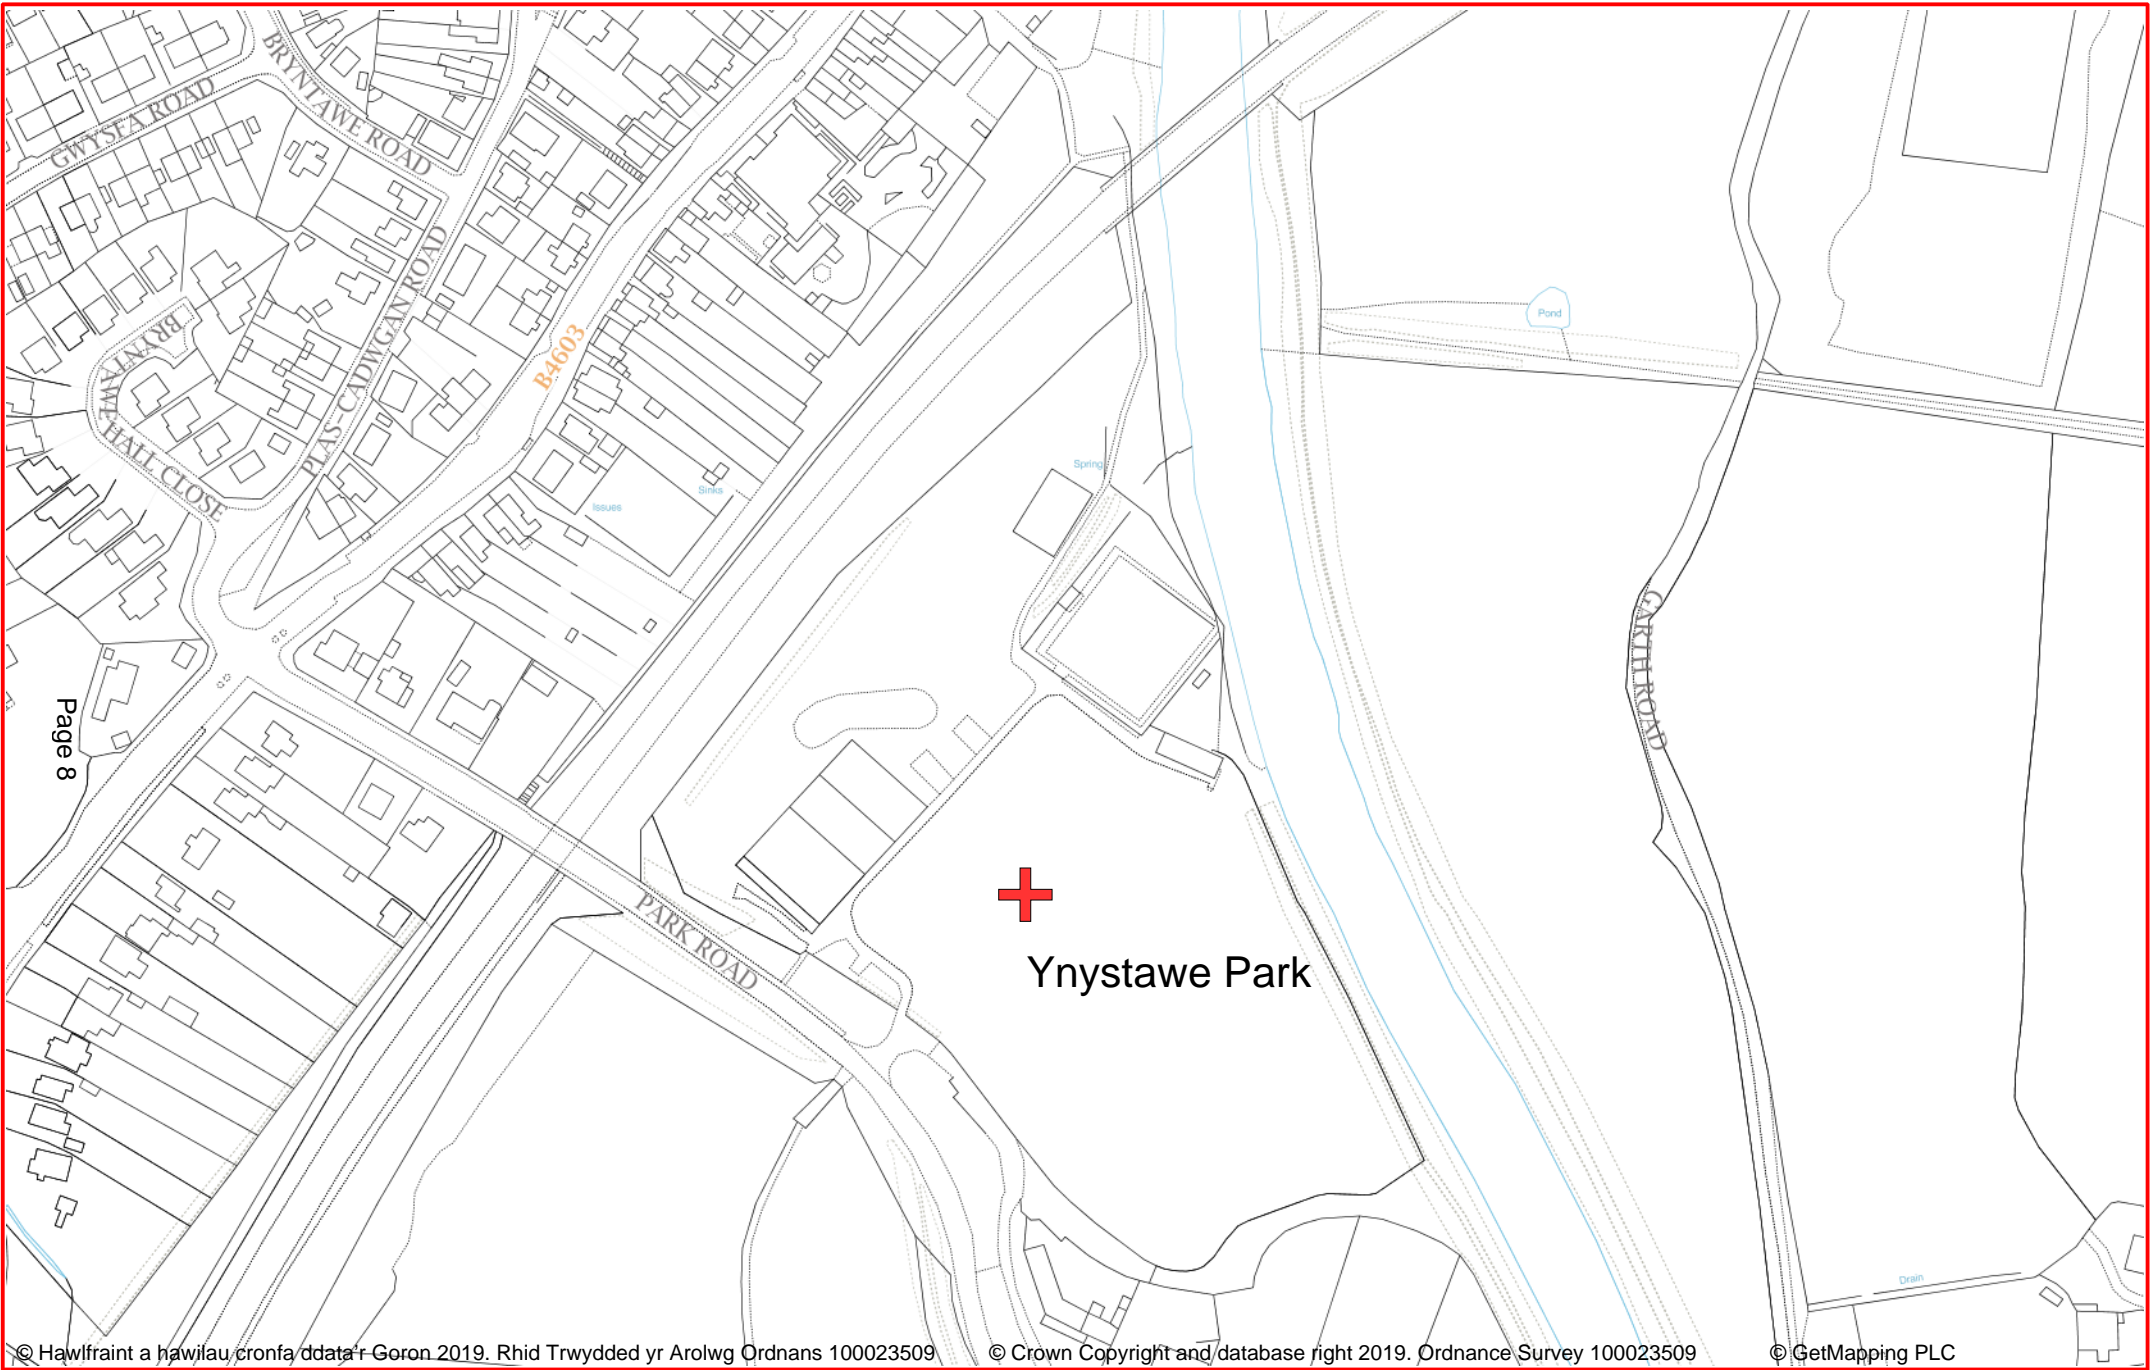 BRYNTAWE ROAD
GWYSFA ROAD
PLAS CADWGAN ROAD
B4603
Pond
BRYNTAWE HALL CLOSE
Spring
Sinks
Issues
GARTH ROAD
Page 8
PARK ROAD
Ynystawe Park
Drain
© Hawlfraint a hawilau cronfa ddata'r Goron 2019. Rhid Trwydded yr Arolwg Ordnans 100023509 © Crown Copyright and database right 2019. Ordnance Survey 100023509 © GetMapping PLC